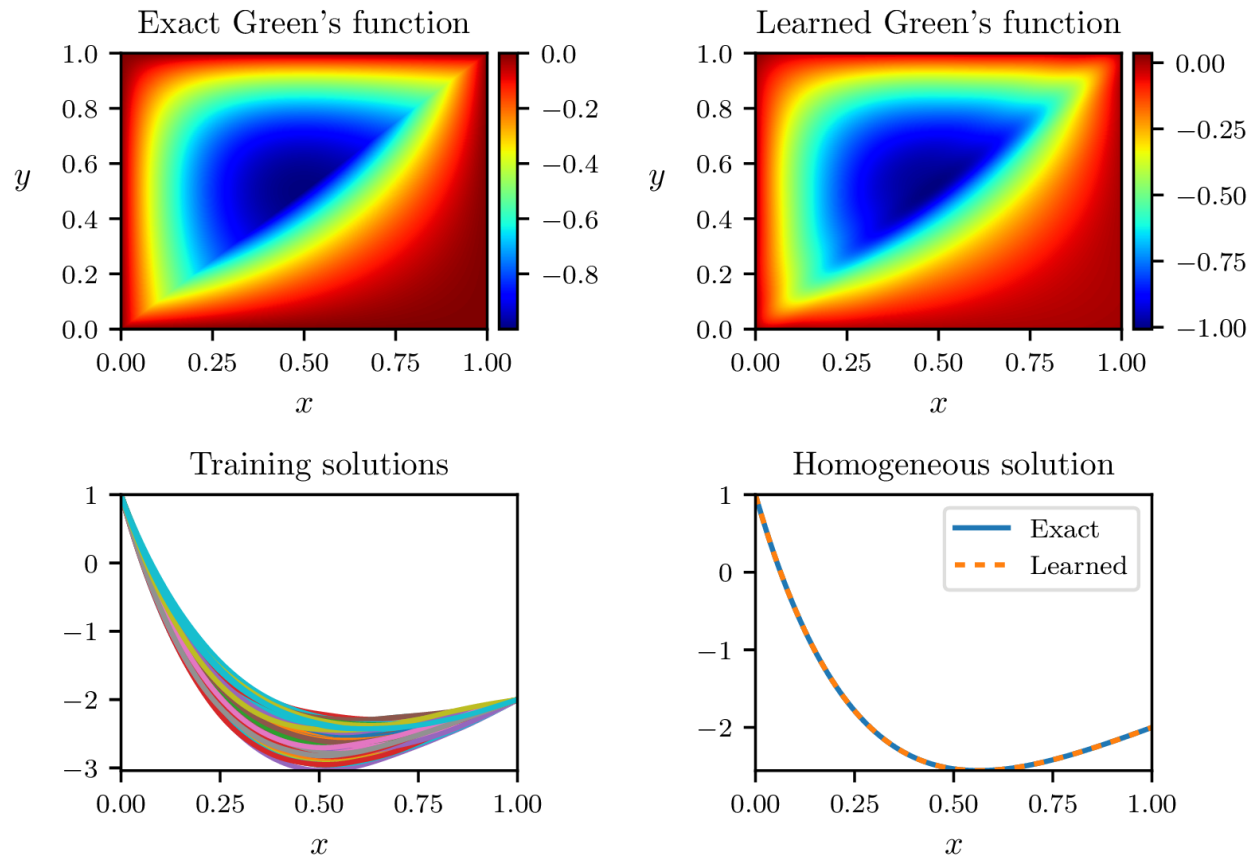 Exact Green's function
1.0
0.8
0.6
0.4
0.2
0.0
y
0.00 0.25 0.50 0.75 1.00
x
0.0
−0.2
−0.4
−0.6
−0.8
Learned Green's function
1.0
0.8
0.6
0.4
0.2
0.0
y
0.00 0.25 0.50 0.75 1.00
x
0.00
−0.25
−0.50
−0.75
−1.00
Training solutions
1
0
−1
−2
−3
0.00 0.25 0.50 0.75 1.00
x
Homogeneous solution
1
0
−1
−2
Exact
Learned
0.00 0.25 0.50 0.75 1.00
x